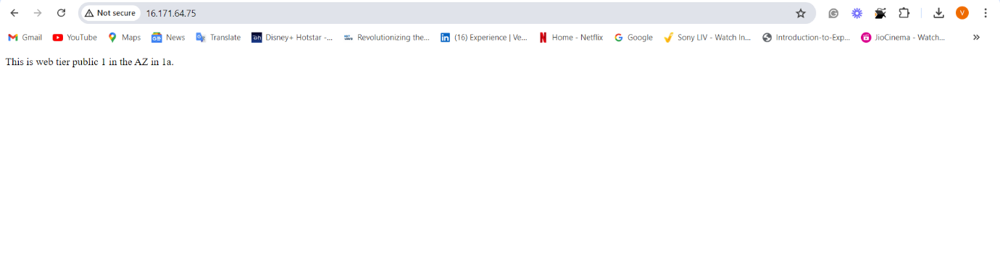 Not secure 16.171.64.75 V
Gmail YouTube Maps News Translate Disney+ Hotstar -... Revolutionizing the... (16) Experience | Ve... Home - Netflix Google Sony LIV - Watch In... Introduction-to-Exp... JioCinema - Watch... »
This is web tier public 1 in the AZ in 1a.